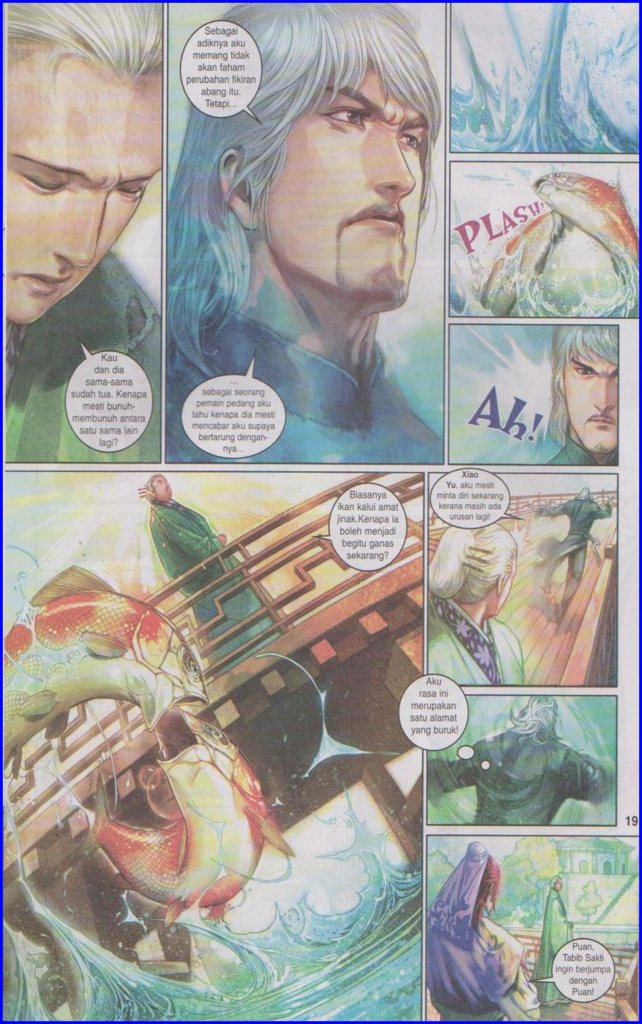 Sebagai
adiknya aku
memang tidak
akan faham
perubahan fikiran
abang itu.
Tetapi...
Kau
dan dia
sama-sama
sudah tua. Kenapa
mesti bunuh-
membunuh antara
satu sama lain
lagi?
...
sebagai seorang
pemain pedang aku
tahu kenapa dia mesti
mencabar aku supaya
bertarung dengan-
nya...
PLASH!
Ah!
Biasanya
ikan kalui amat
jinak.Kenapa ia
boleh menjadi
begitu ganas
sekarang?
Xiao
Yu, aku mesti
minta diri sekarang
kerana masih ada
urusan lagi!
Aku
rasa ini
merupakan
satu alamat
yang buruk!
19
Puan,
Tabib Sakti
ingin berjumpa
dengan
Puan!